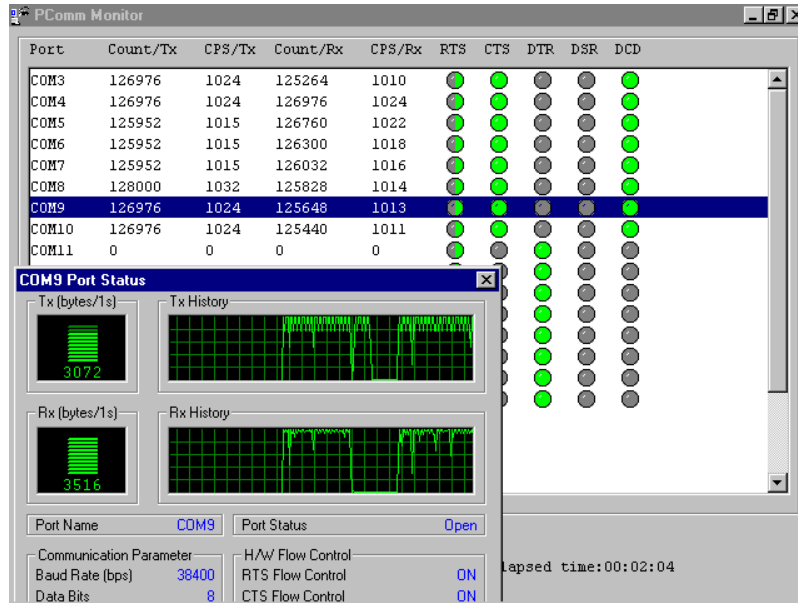 PComm Monitor
Port Count/Tx CPS/Tx Count/Rx CPS/Rx RTS CTS DTR DSR DCD
COM3 126976 1024 125264 1010
COM4 126976 1024 126976 1024
COM5 125952 1015 126760 1022
COM6 125952 1015 126300 1018
COM7 125952 1015 126032 1016
COM8 128000 1032 125828 1014
COM9 126976 1024 125648 1013
COM10 126976 1024 125440 1011
COM11 0 0 0 0
COM9 Port Status
Tx (bytes/1s) Tx History
3072
Rx (bytes/1s) Rx History
3516
Port Name COM9 Port Status Open
Communication Parameter H/W Flow Control
Baud Rate (bps) 38400 RTS Flow Control ON
lapsed time:00:02:04
Data Bits 8 CTS Flow Control ON